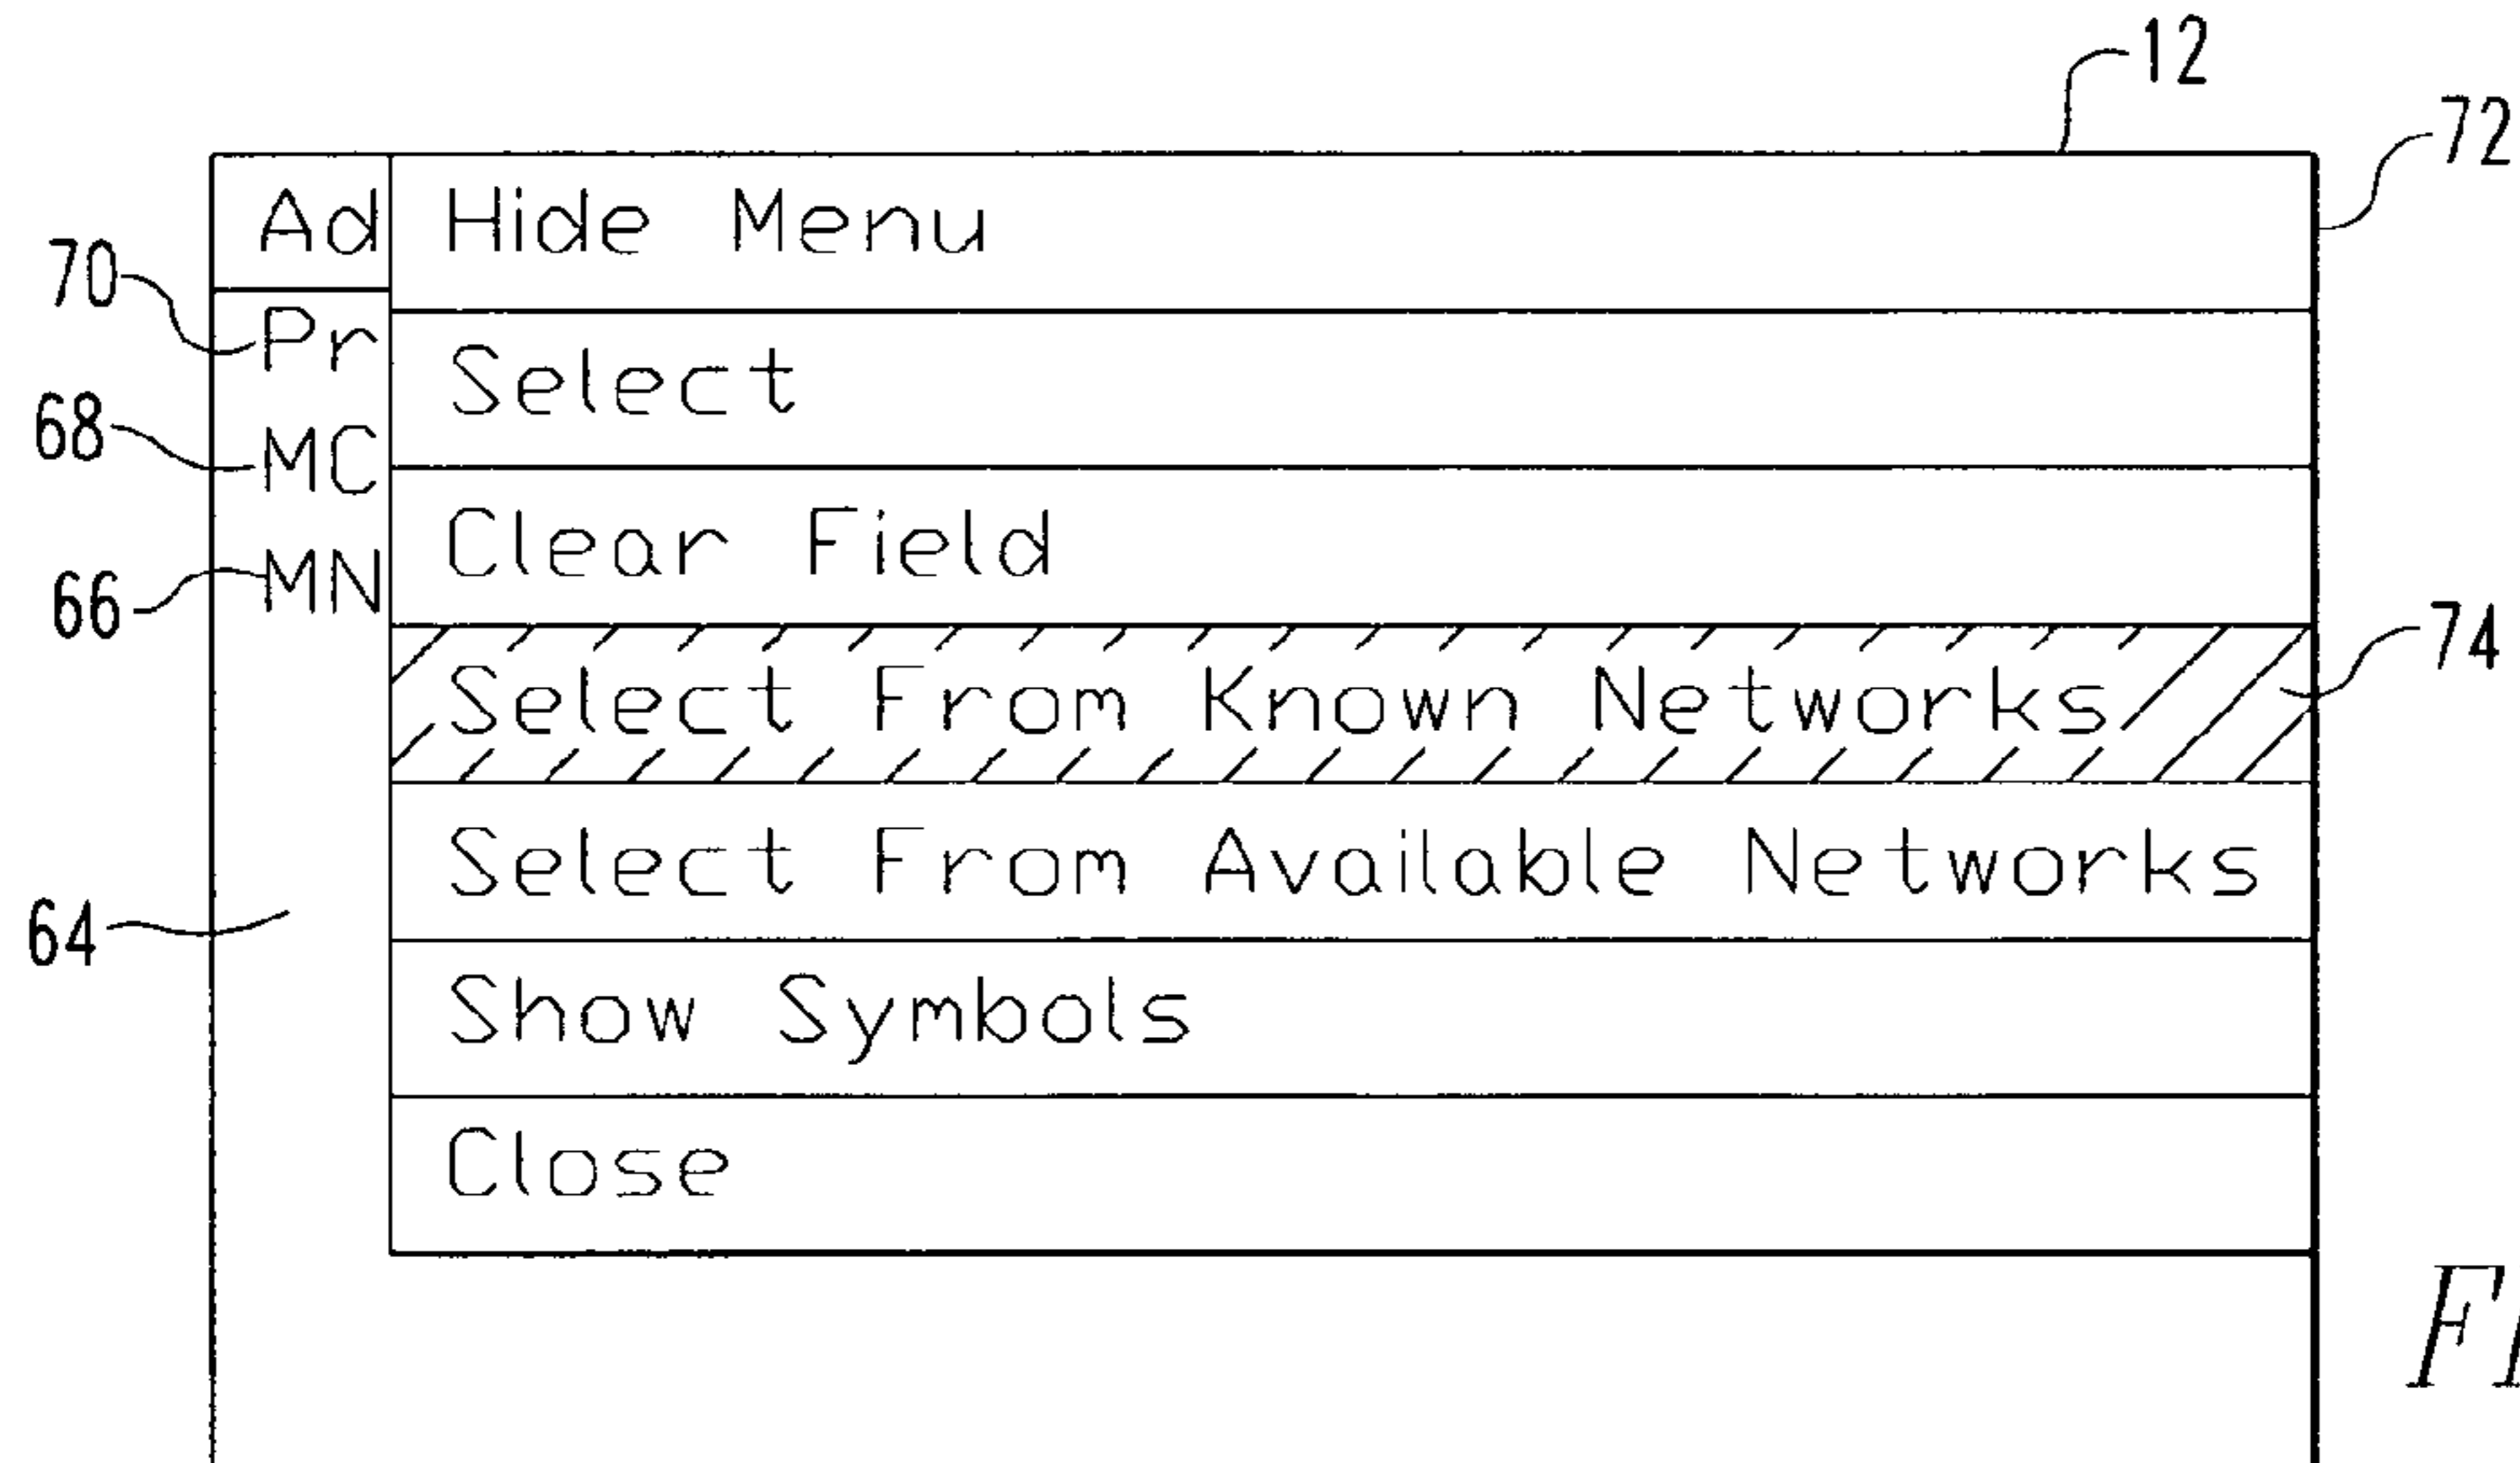 12
72
Ad Hide Menu
70
Pr
Select
68
MC
Clear Field
66
MN
Select From Known Networks
74
Select From Available Networks
64
Show Symbols
Close